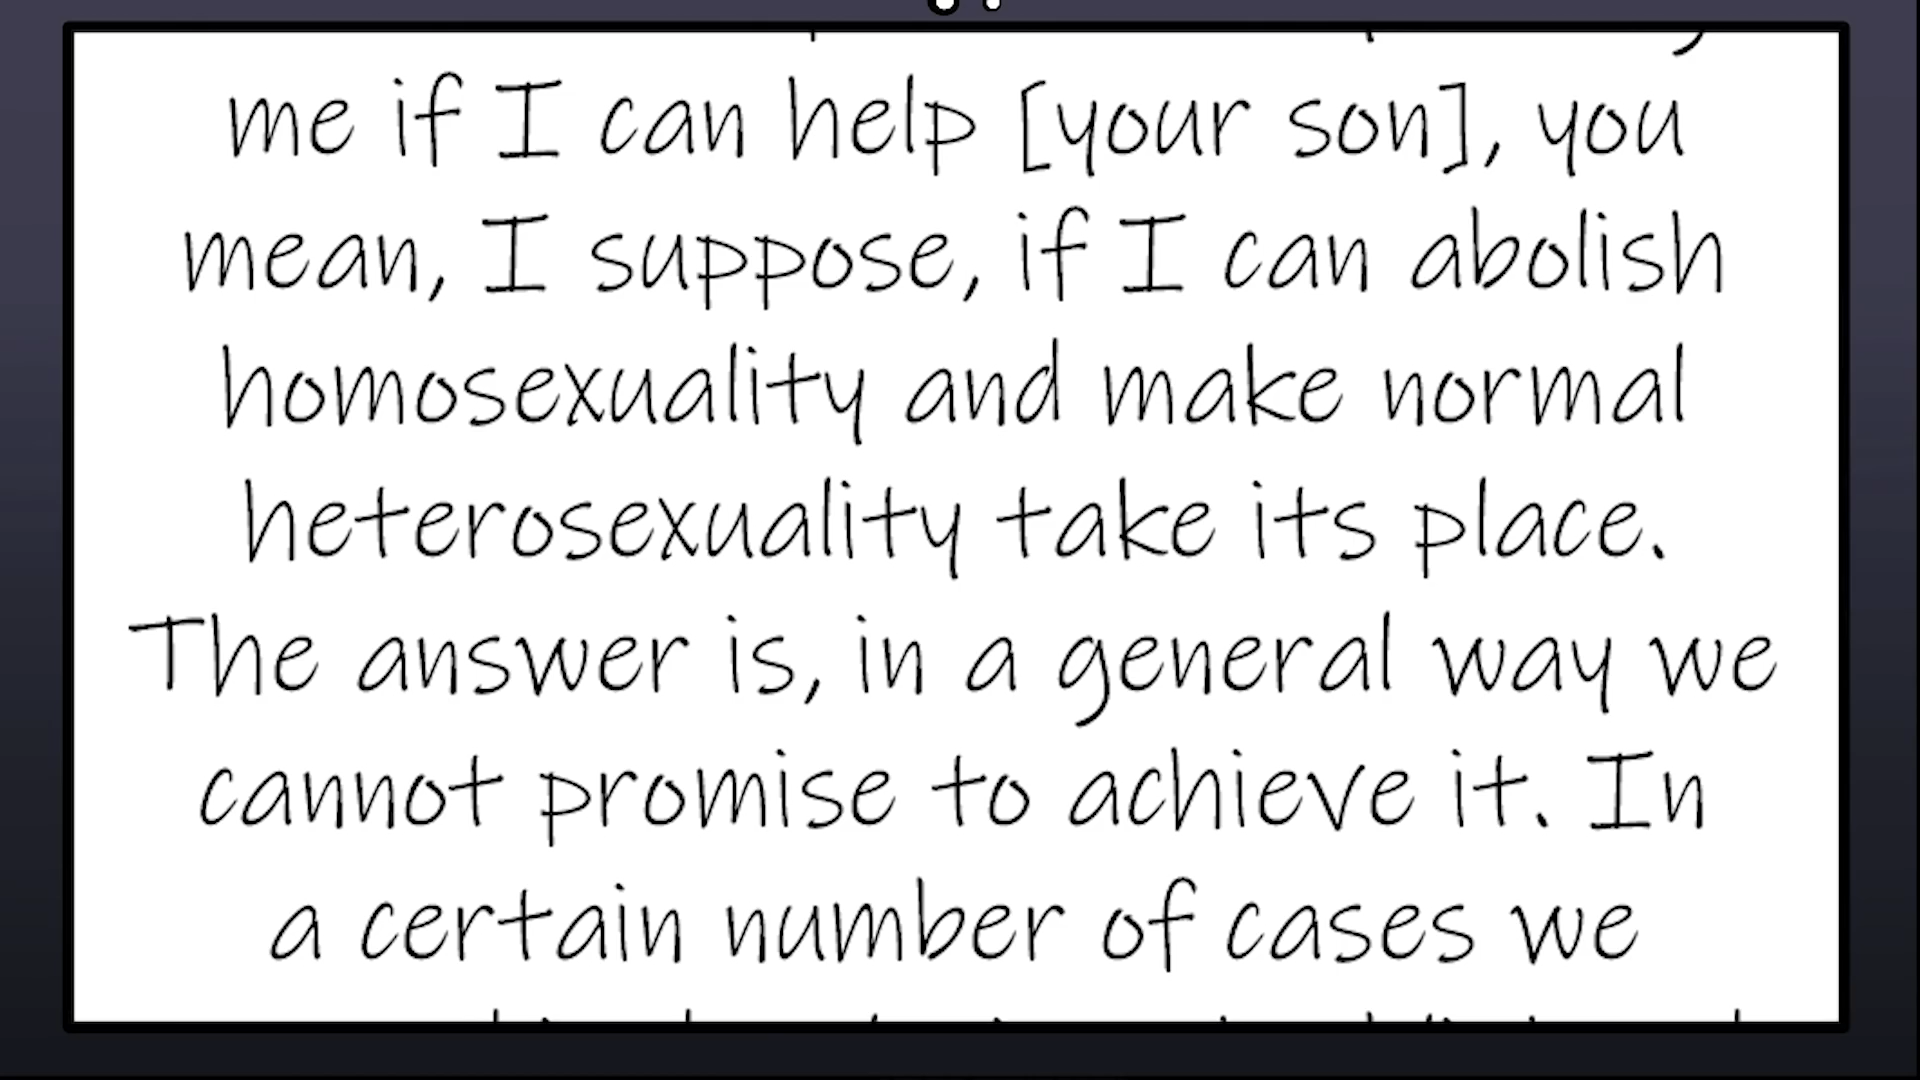 me if I can help [your son], you
mean, I suppose, if I can abolish
homosexuality and make normal
heterosexuality take its place.
The answer is, in a general way we
cannot promise to achieve it. In
a certain number of cases we